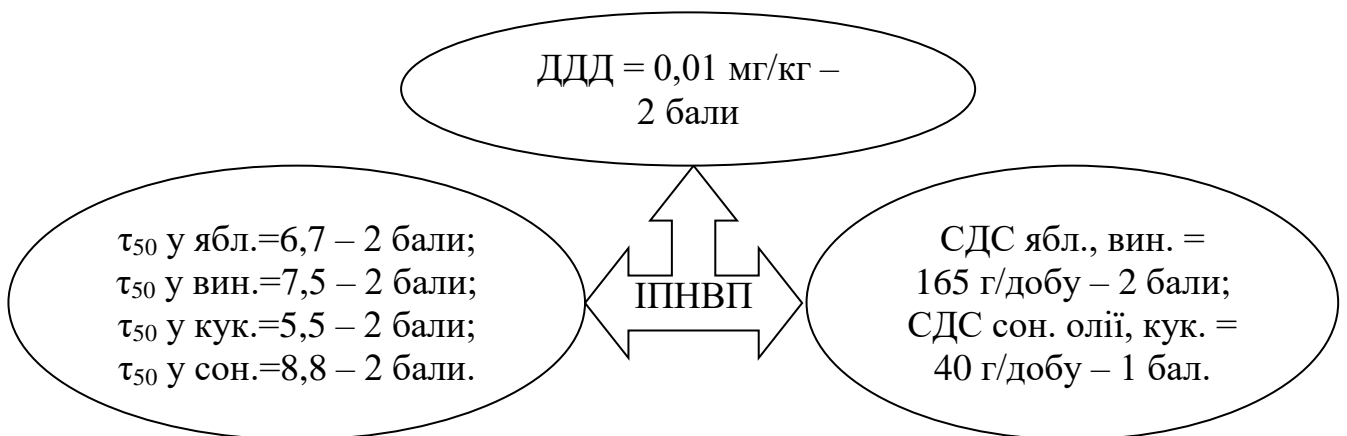 ДДД = 0,01 мг/кг –
2 бали
τ₅₀ у ябл.=6,7 – 2 бали;
τ₅₀ у вин.=7,5 – 2 бали;
τ₅₀ у кук.=5,5 – 2 бали;
τ₅₀ у сон.=8,8 – 2 бали.
ІПНВП
СДС ябл., вин. =
165 г/добу – 2 бали;
СДС сон. олії, кук. =
40 г/добу – 1 бал.